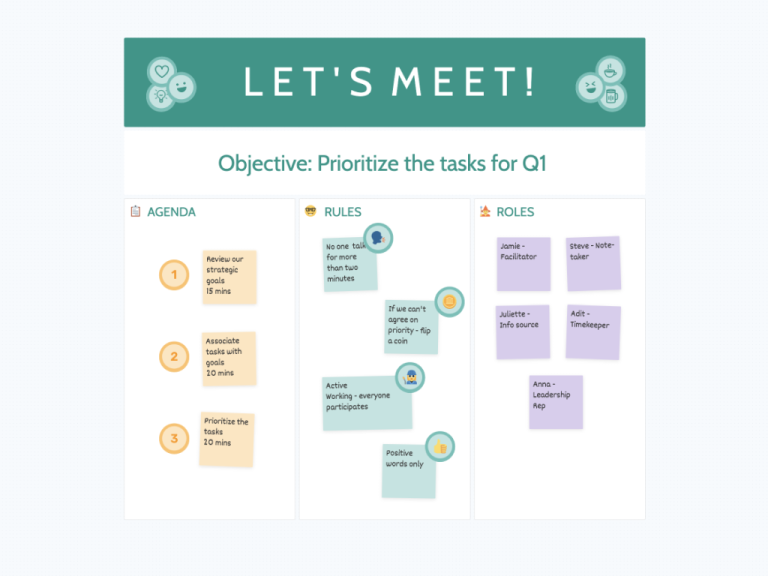 LET'S MEET!
Objective: Prioritize the tasks for Q1
AGENDA
1
Review our
strategic
goals
15 mins
2
Associate
tasks with
goals
20 mins
3
Prioritize the
tasks
20 mins
RULES
No one talk
for more
than two
minutes
If we can't
agree on
priority - flip
a coin
Active
Working - everyone
participates
Positive
words only
ROLES
Jamie -
Facilitator
Steve - Note-
taker
Juliette -
Info source
Adit -
Timekeeper
Anna -
Leadership
Rep